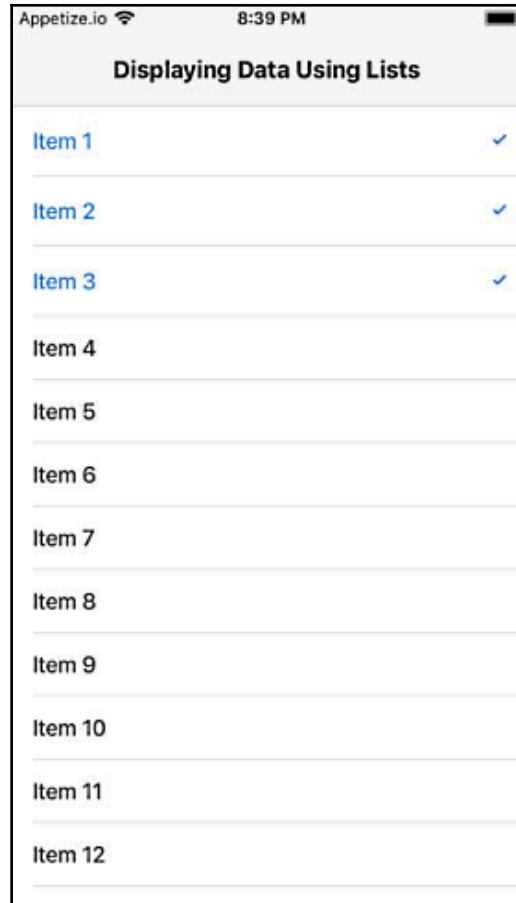 Appetize.io 8:39 PM
Displaying Data Using Lists
Item 1
Item 2
Item 3
Item 4
Item 5
Item 6
Item 7
Item 8
Item 9
Item 10
Item 11
Item 12